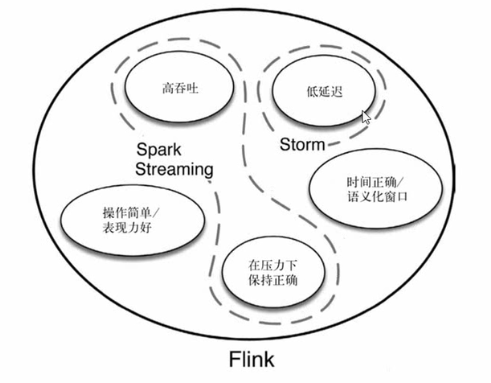 高吞吐
低延迟
Spark
Streaming
Storm
时间正确/
语义化窗口
操作简单/
表现力好
在压力下
保持正确
Flink